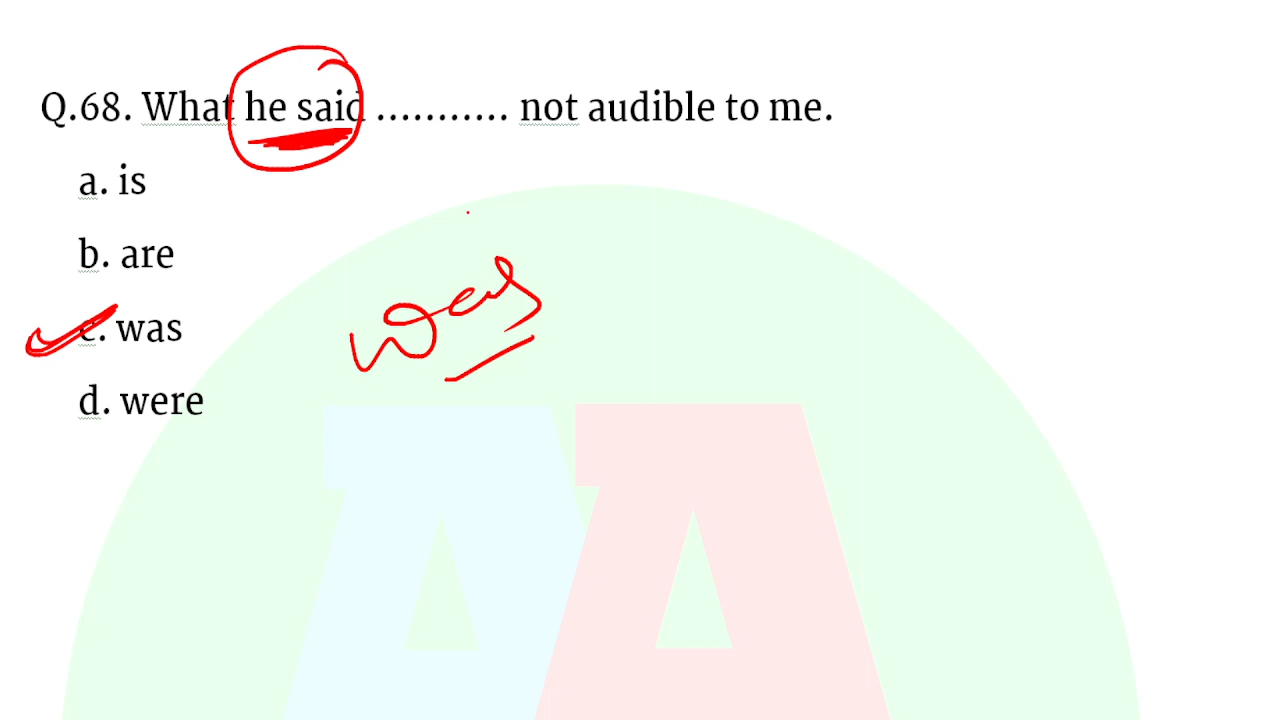 Q.68. What he said ........... not audible to me.
a. is
b. are
c. was
was
d. were